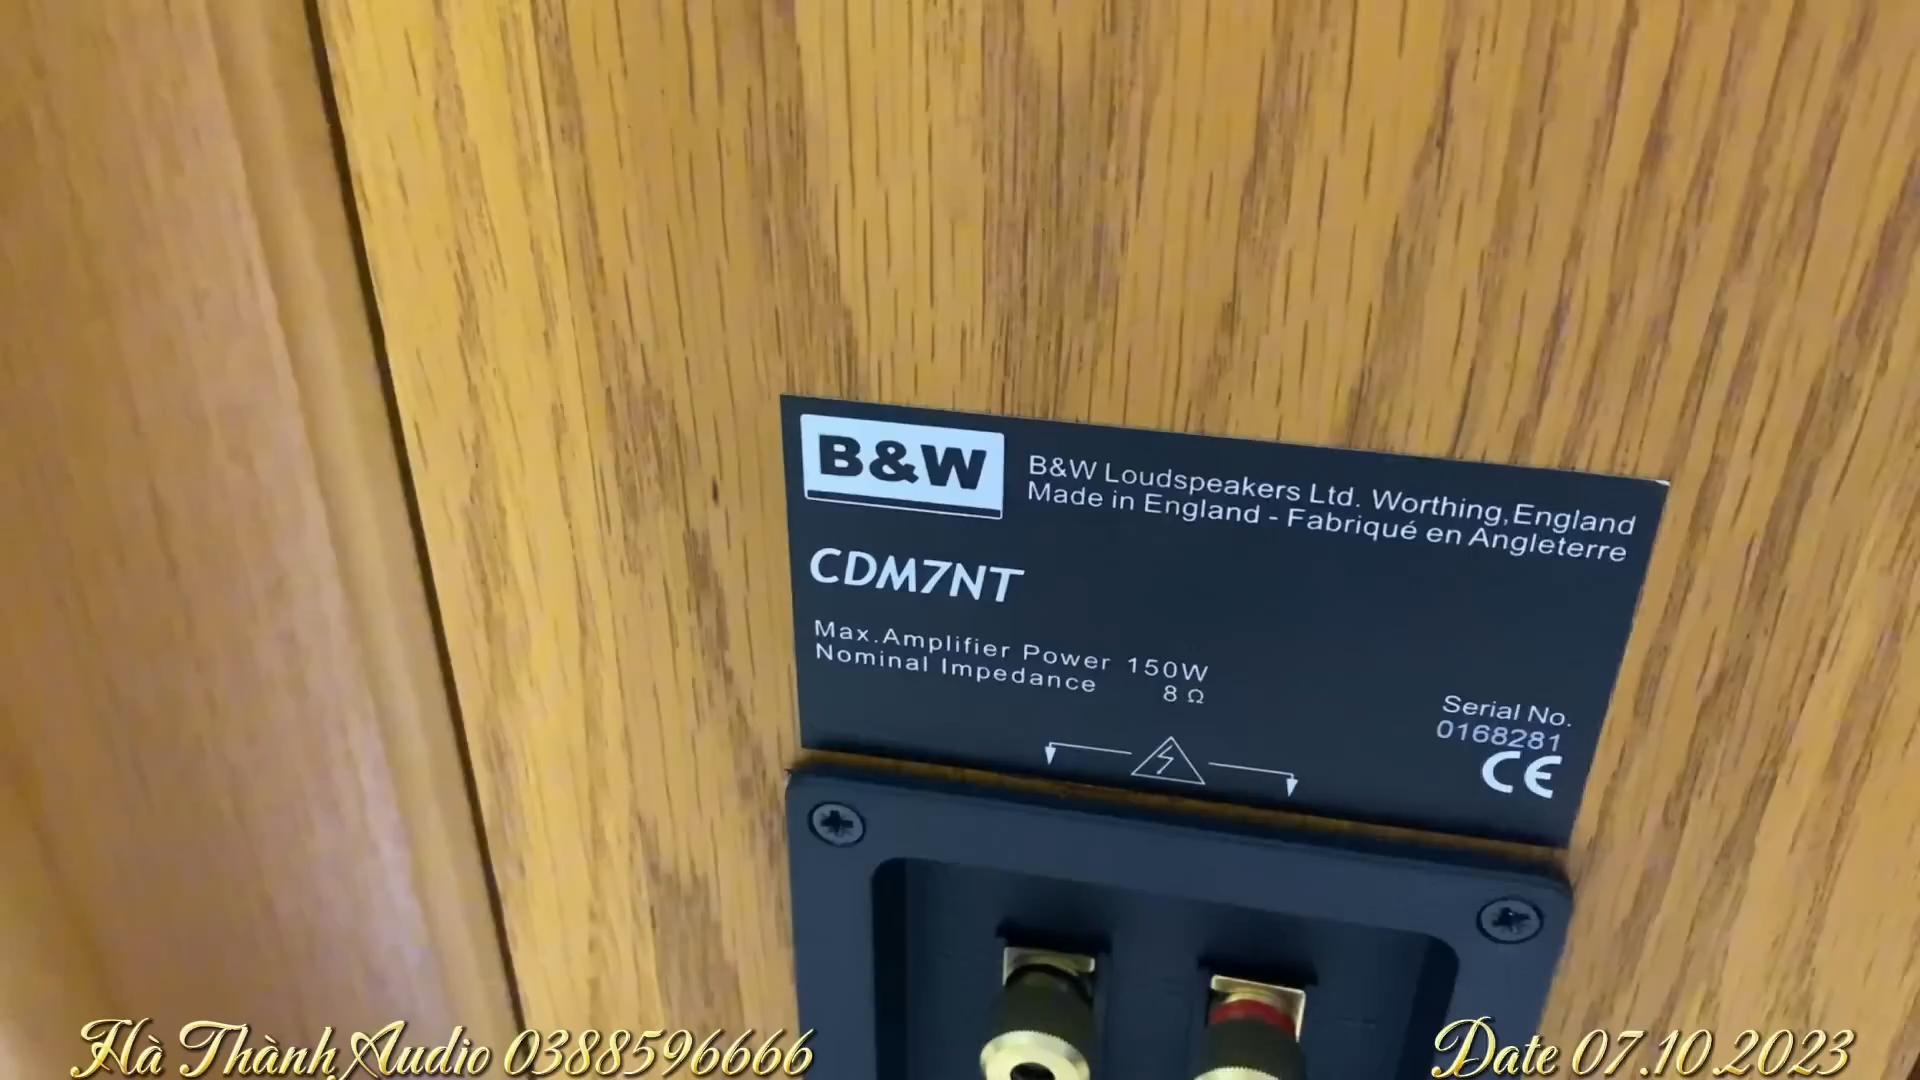 B&W
B&W Loudspeakers Ltd. Worthing, England
Made in England - Fabriqué en Angleterre
CDM7NT
Max.Amplifier Power 150W
Nominal Impedance 8 Ω
Serial No.
0168281
CE
Hà Thành Audio 0388596666
Date 07.10.2023